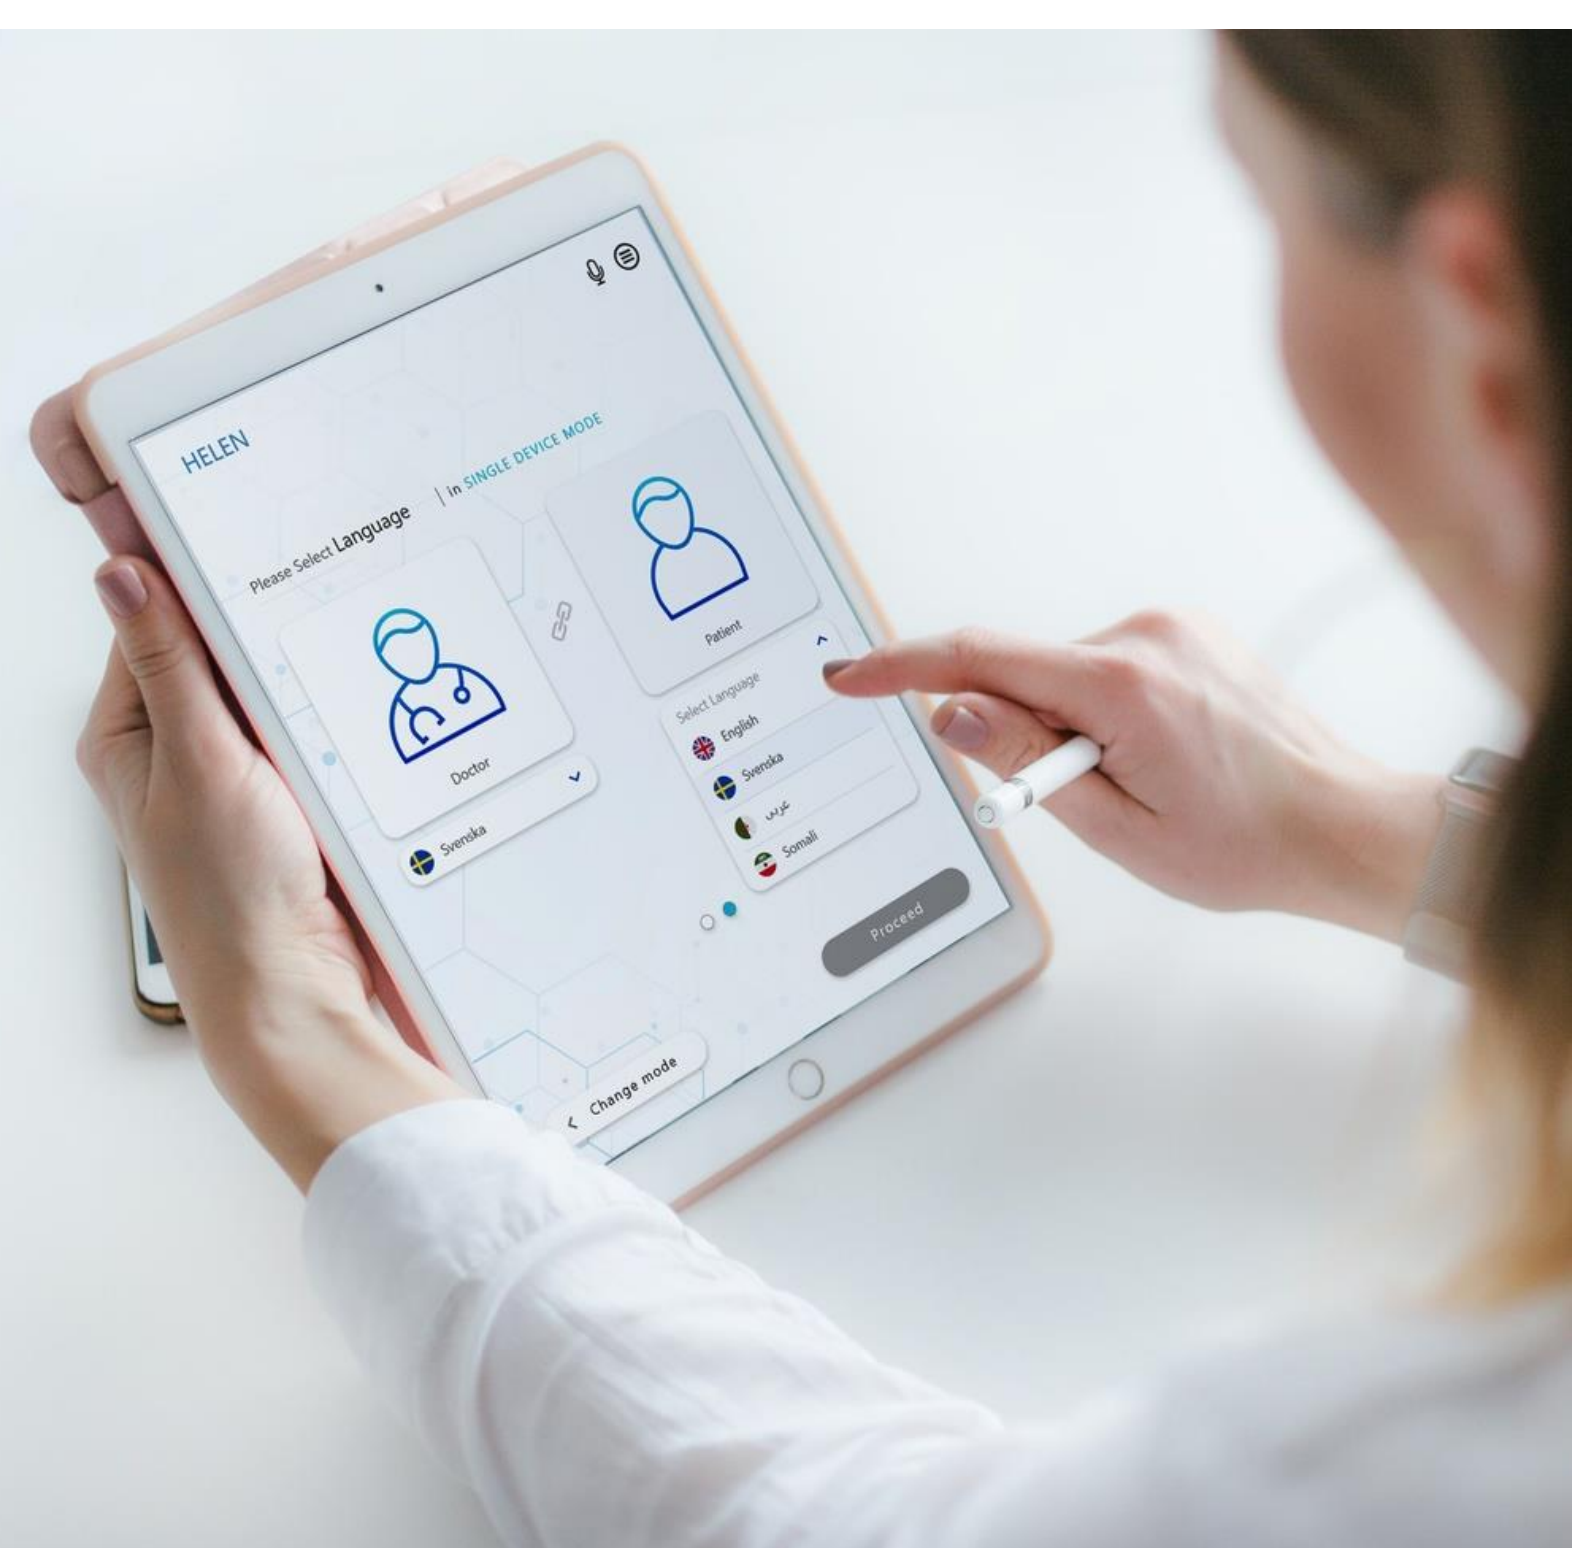 HELEN
Please Select Language | in SINGLE DEVICE MODE
Doctor
Svenska
Patient
Select Language
English
Svenska
عربى
Somali
Proceed
Change mode